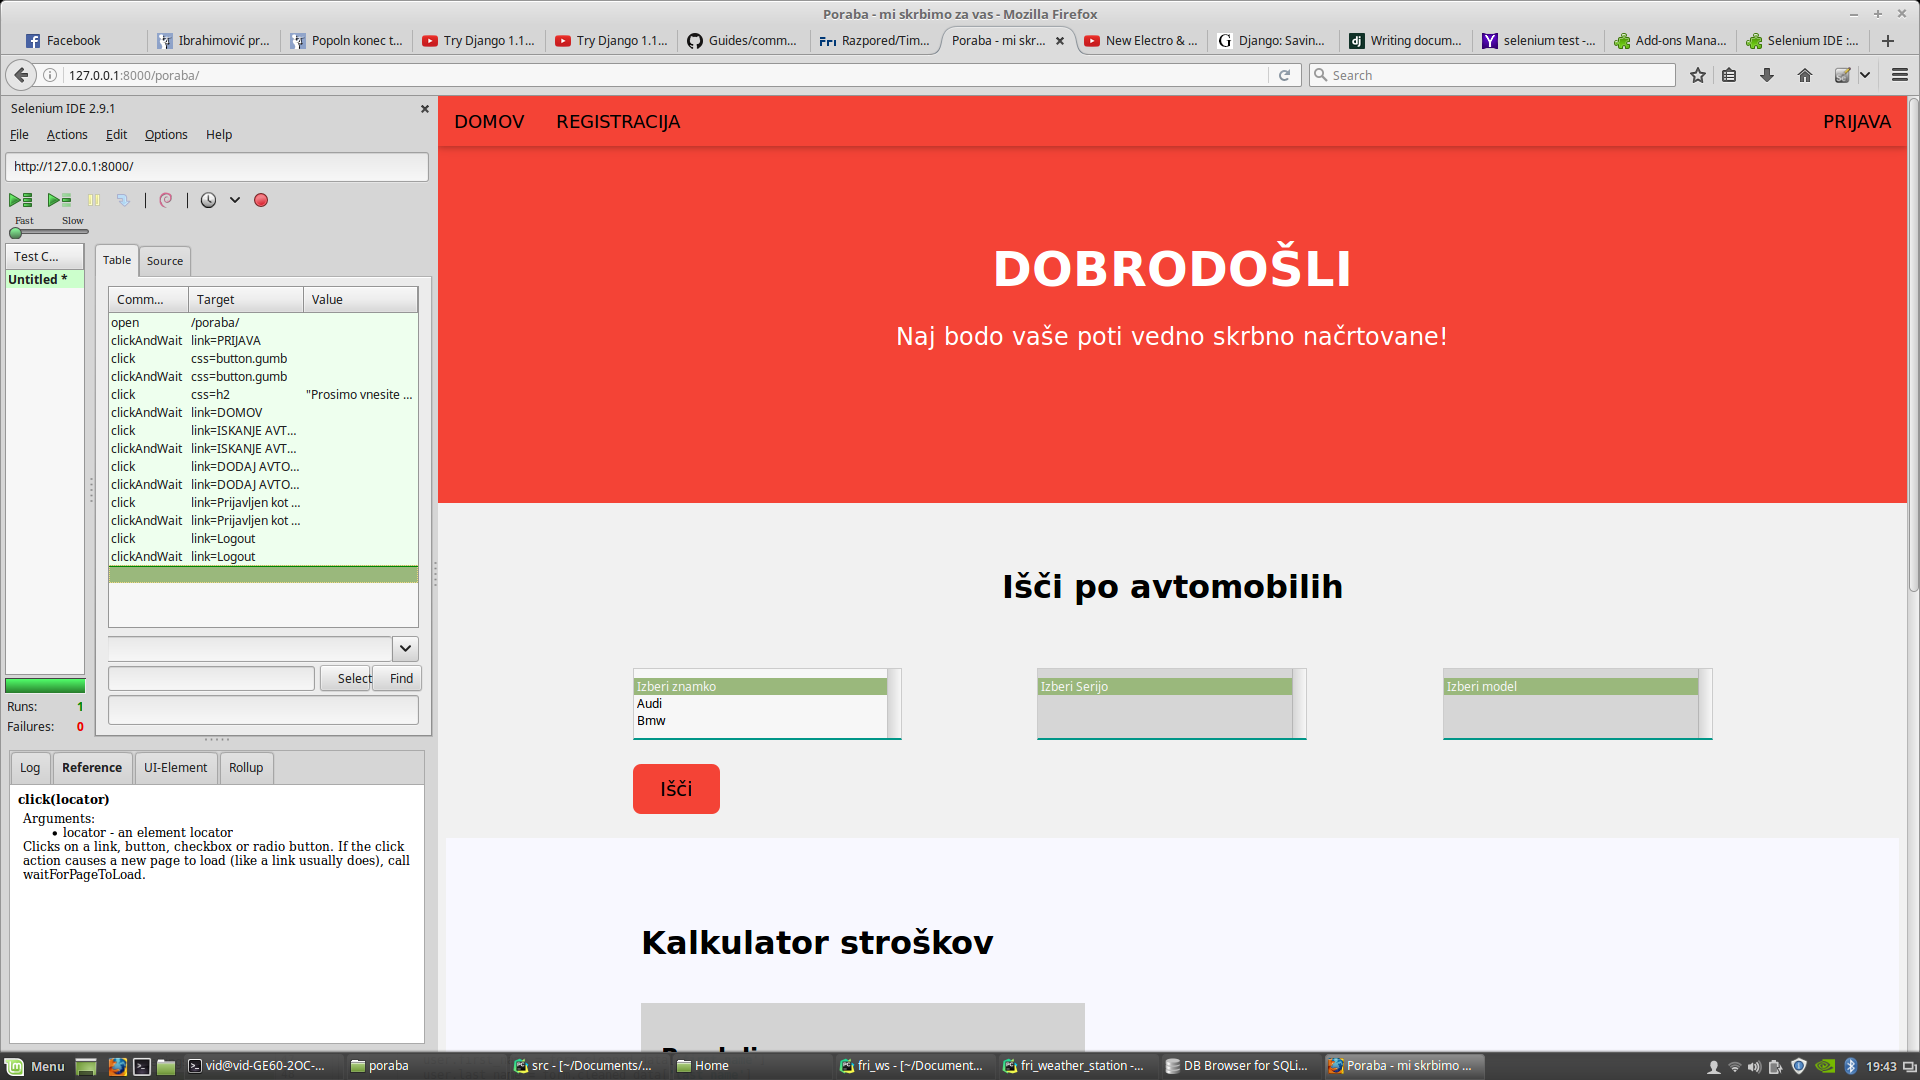 Poraba - mi skrbimo za vas - Mozilla Firefox
Facebook
Ibrahimović pr...
Popoln konec t...
Try Django 1.1...
Try Django 1.1...
Guides/comm...
Razpored/Tim...
Poraba - mi skr...
New Electro & ...
Django: Savin...
Writing docum...
selenium test -...
Add-ons Mana...
Selenium IDE :...
127.0.0.1:8000/poraba/
Search
Selenium IDE 2.9.1
File Actions Edit Options Help
http://127.0.0.1:8000/
Fast Slow
Test C...
Untitled *
Table Source
Comm... Target Value
open /poraba/
clickAndWait link=PRIJAVA
click css=button.gumb
clickAndWait css=button.gumb
click css=h2 "Prosimo vnesite ...
clickAndWait link=DOMOV
click link=ISKANJE AVT...
clickAndWait link=ISKANJE AVT...
click link=DODAJ AVTO...
clickAndWait link=DODAJ AVTO...
click link=Prijavljen kot ...
clickAndWait link=Prijavljen kot ...
click link=Logout
clickAndWait link=Logout
Select Find
Runs: 1
Failures: 0
Log Reference UI-Element Rollup
click(locator)
Arguments:
• locator - an element locator
Clicks on a link, button, checkbox or radio button. If the click
action causes a new page to load (like a link usually does), call
waitForPageToLoad.
DOMOV REGISTRACIJA PRIJAVA
DOBRODOŠLI
Naj bodo vaše poti vedno skrbno načrtovane!
Išči po avtomobilih
Izberi znamko
Audi
Bmw
Izberi Serijo
Izberi model
Išči
Kalkulator stroškov
Menu
vid@vid-GE60-2OC-...
poraba
src - [~/Documents/...
Home
fri_ws - [~/Document...
fri_weather_station -...
DB Browser for SQLi...
Poraba - mi skrbimo ...
19:43